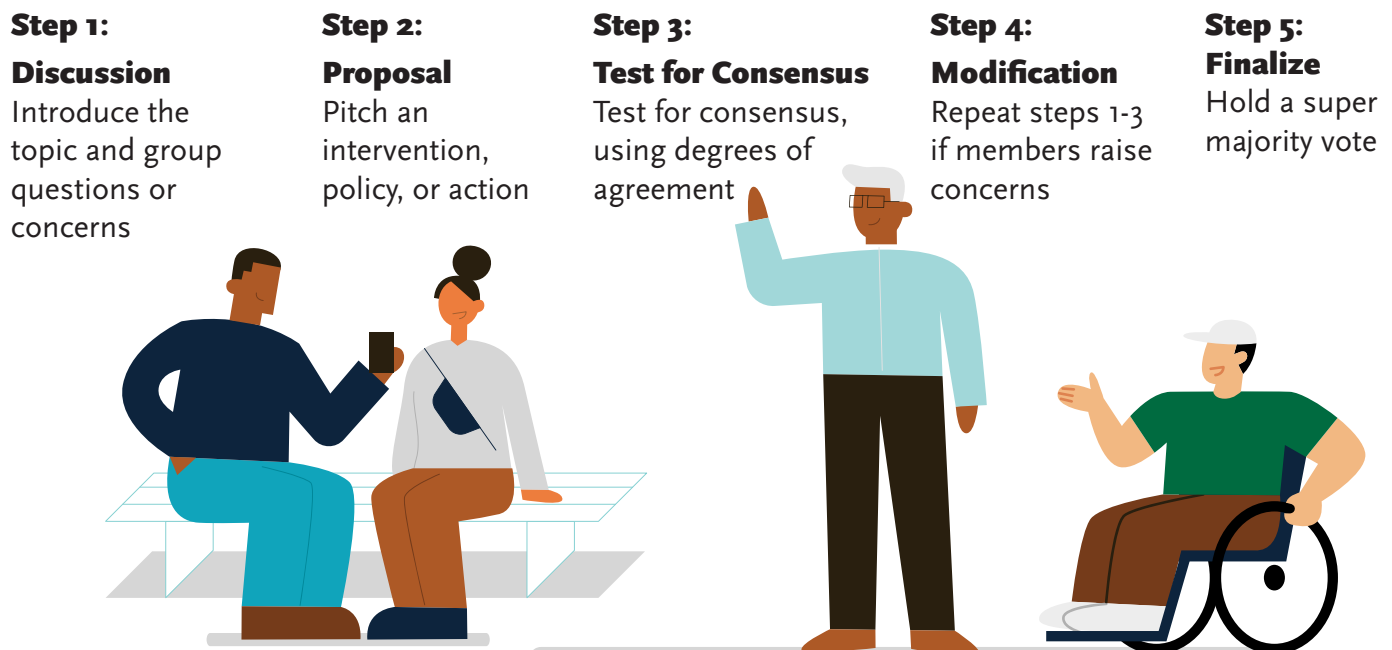 Step 1:
Discussion
Introduce the
topic and group
questions or
concerns
Step 2:
Proposal
Pitch an
intervention,
policy, or action
Step 3:
Test for Consensus
Test for consensus,
using degrees of
agreement
Step 4:
Modification
Repeat steps 1-3
if members raise
concerns
Step 5:
Finalize
Hold a super
majority vote